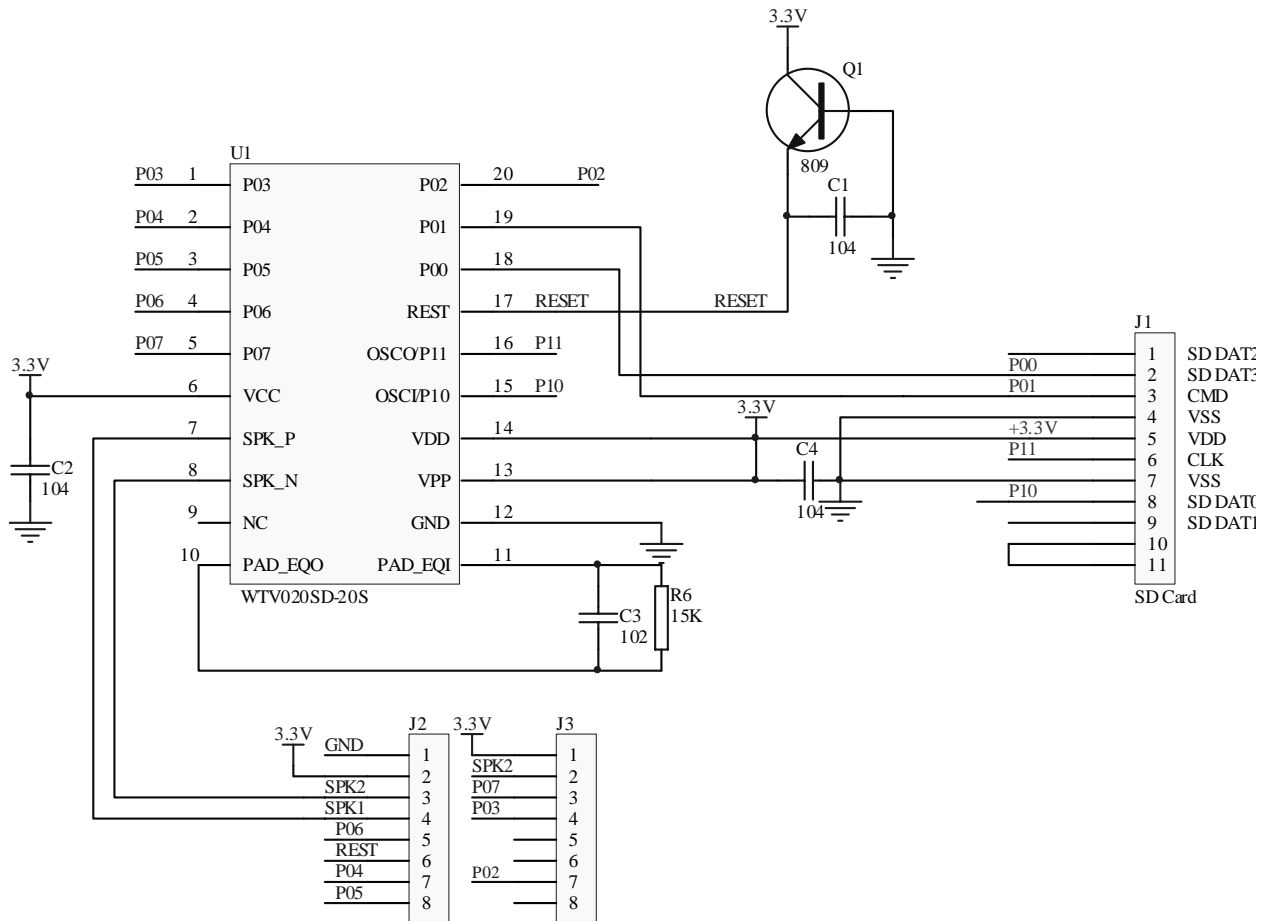 3.3V
Q1
809
C1
104
U1
P03 1 P03 P02 20 P02
P04 2 P04 P01 19
P05 3 P05 P00 18
P06 4 P06 REST 17 RESET RESET
P07 5 P07 OSCO/P11 16 P11
3.3V 6 VCC OSCI/P10 15 P10
7 SPK_P VDD 14
8 SPK_N VPP 13
9 NC GND 12
10 PAD_EQO PAD_EQI 11
WTV020SD-20S
C2
104
3.3V
C4
104
C3
102
R6
15K
J1
1 SD DAT2
P00 2 SD DAT3
P01 3 CMD
4 VSS
+3.3V 5 VDD
P11 6 CLK
7 VSS
P10 8 SD DAT0
9 SD DAT1
10
11
SD Card
J2
3.3V
GND 1
2
SPK2 3
SPK1 4
P06 5
REST 6
P04 7
P05 8
J3
3.3V
1
SPK2 2
P07 3
P03 4
5
6
P02 7
8